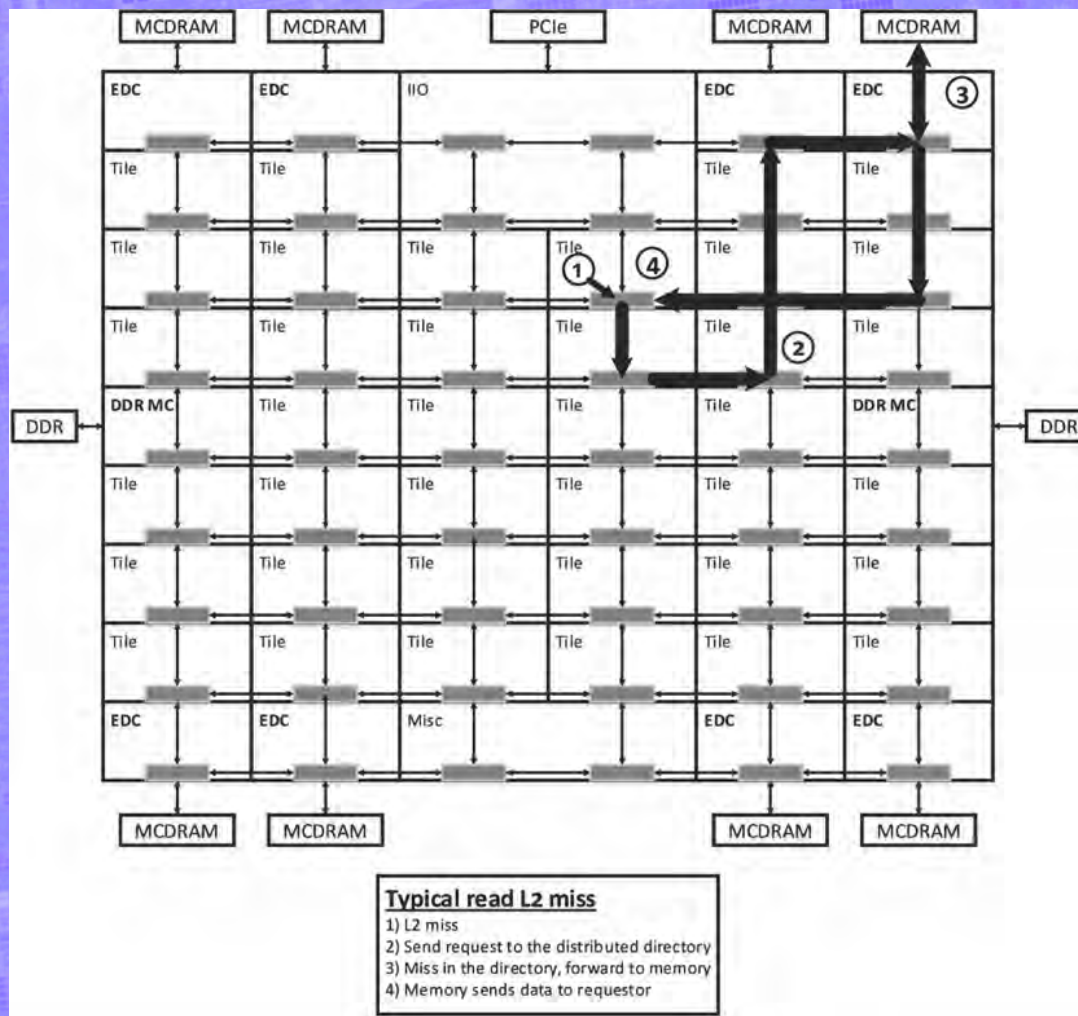 MCDRAM MCDRAM PCIe MCDRAM MCDRAM
EDC EDC IIO EDC EDC
3
Tile Tile Tile Tile
Tile Tile Tile Tile Tile
1 4
Tile Tile Tile Tile Tile Tile
2
DDR DDR MC Tile Tile Tile Tile DDR MC DDR
Tile Tile Tile Tile Tile Tile
Tile Tile Tile Tile Tile Tile
Tile Tile Tile Tile Tile Tile
EDC EDC Misc EDC EDC
MCDRAM MCDRAM MCDRAM MCDRAM
Typical read L2 miss
1) L2 miss
2) Send request to the distributed directory
3) Miss in the directory, forward to memory
4) Memory sends data to requestor